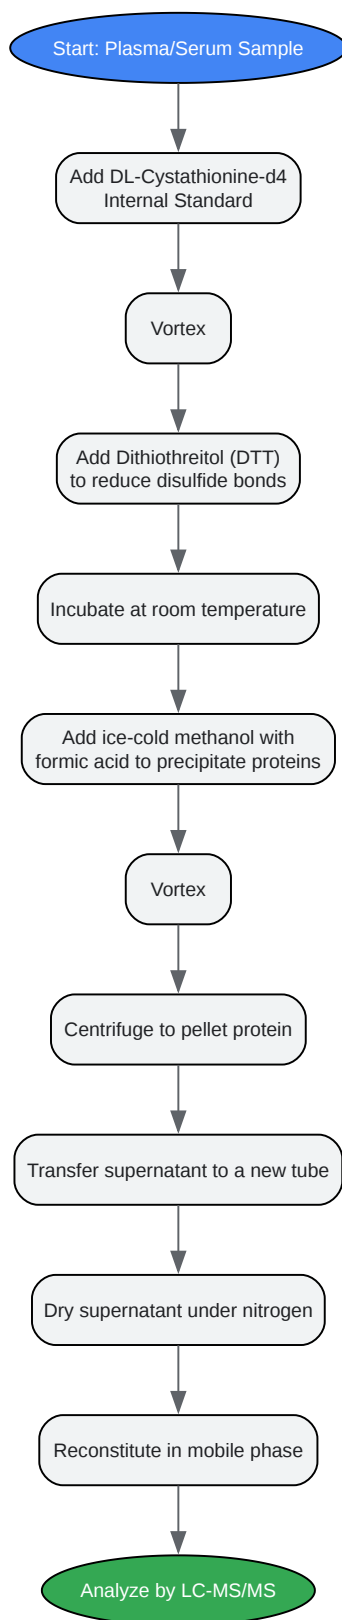 Start: Plasma/Serum Sample
Add DL-Cystathionine-d4
Internal Standard
Vortex
Add Dithiothreitol (DTT)
to reduce disulfide bonds
Incubate at room temperature
Add ice-cold methanol with
formic acid to precipitate proteins
Vortex
Centrifuge to pellet protein
Transfer supernatant to a new tube
Dry supernatant under nitrogen
Reconstitute in mobile phase
Analyze by LC-MS/MS